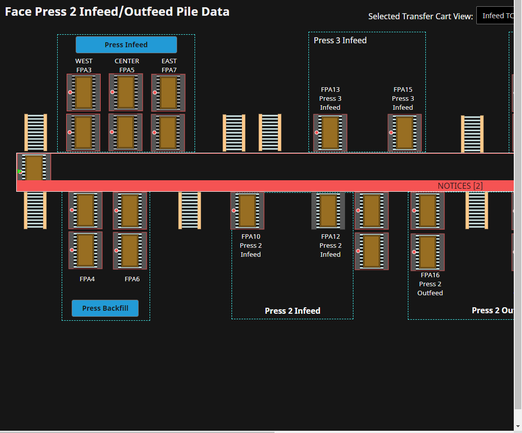 Face Press 2 Infeed/Outfeed Pile Data
Selected Transfer Cart View:
Infeed TC
Press Infeed
Press 3 Infeed
WEST
FPA3
CENTER
FPA5
EAST
FPA7
FPA13
Press 3
Infeed
FPA15
Press 3
Infeed
NOTICES [2]
FPA4
FPA6
FPA10
Press 2
Infeed
FPA12
Press 2
Infeed
FPA16
Press 2
Outfeed
Press Backfill
Press 2 Infeed
Press 2 Ou